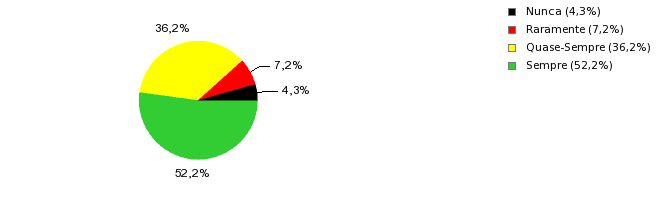 36,2%
7,2%
4,3%
52,2%
Nunca (4,3%)
Raramente (7,2%)
Quase-Sempre (36,2%)
Sempre (52,2%)